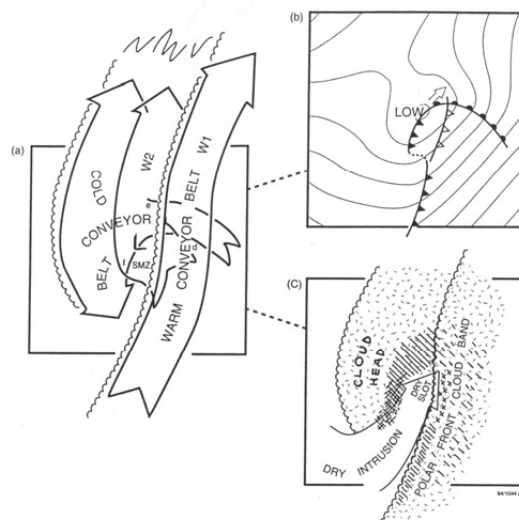 (a)
COLD
CONVEYOR
BELT
W2
W1
BELT
SMZ
CONVEYOR
WARM
(b)
LOW
(C)
CLOUD
HEAD
DRY
SLOT
DRY INTRUSION
POLAR FRONT CLOUD BAND